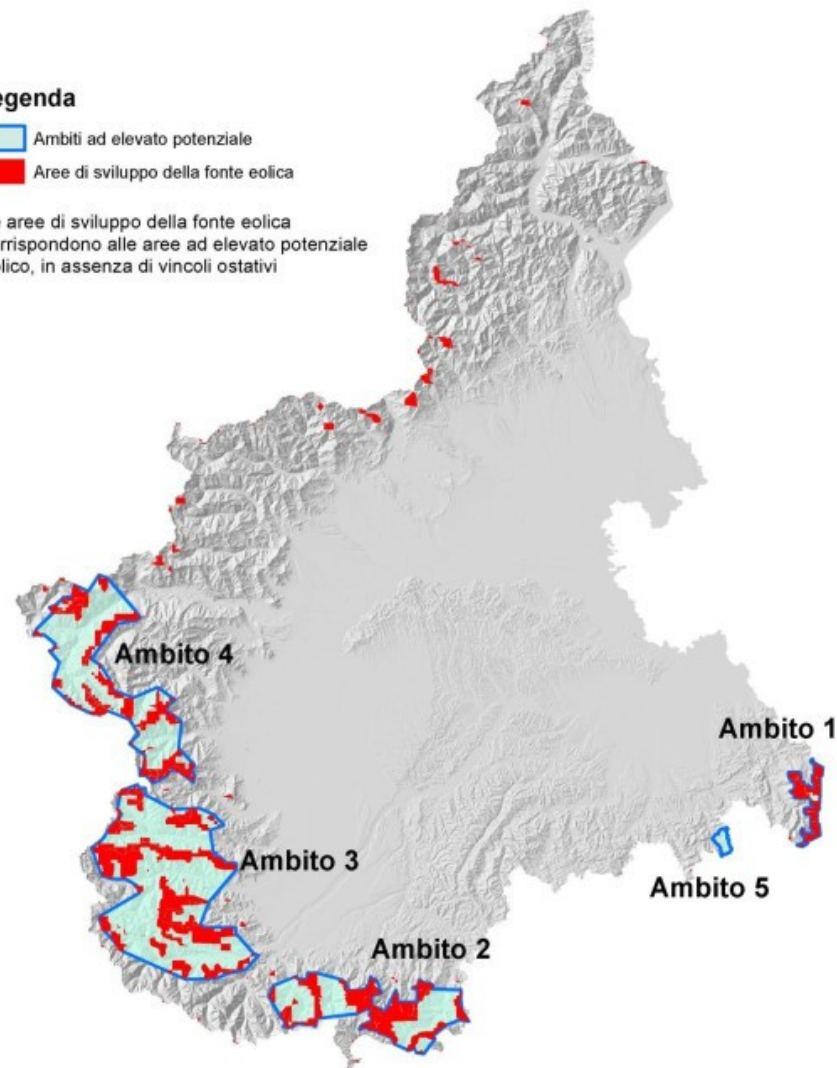 egenda
Ambiti ad elevato potenziale
Aree di sviluppo della fonte eolica
e aree di sviluppo della fonte eolica
rrispondono alle aree ad elevato potenziale
olico, in assenza di vincoli ostativi
Ambito 4
Ambito 1
Ambito 3
Ambito 5
Ambito 2